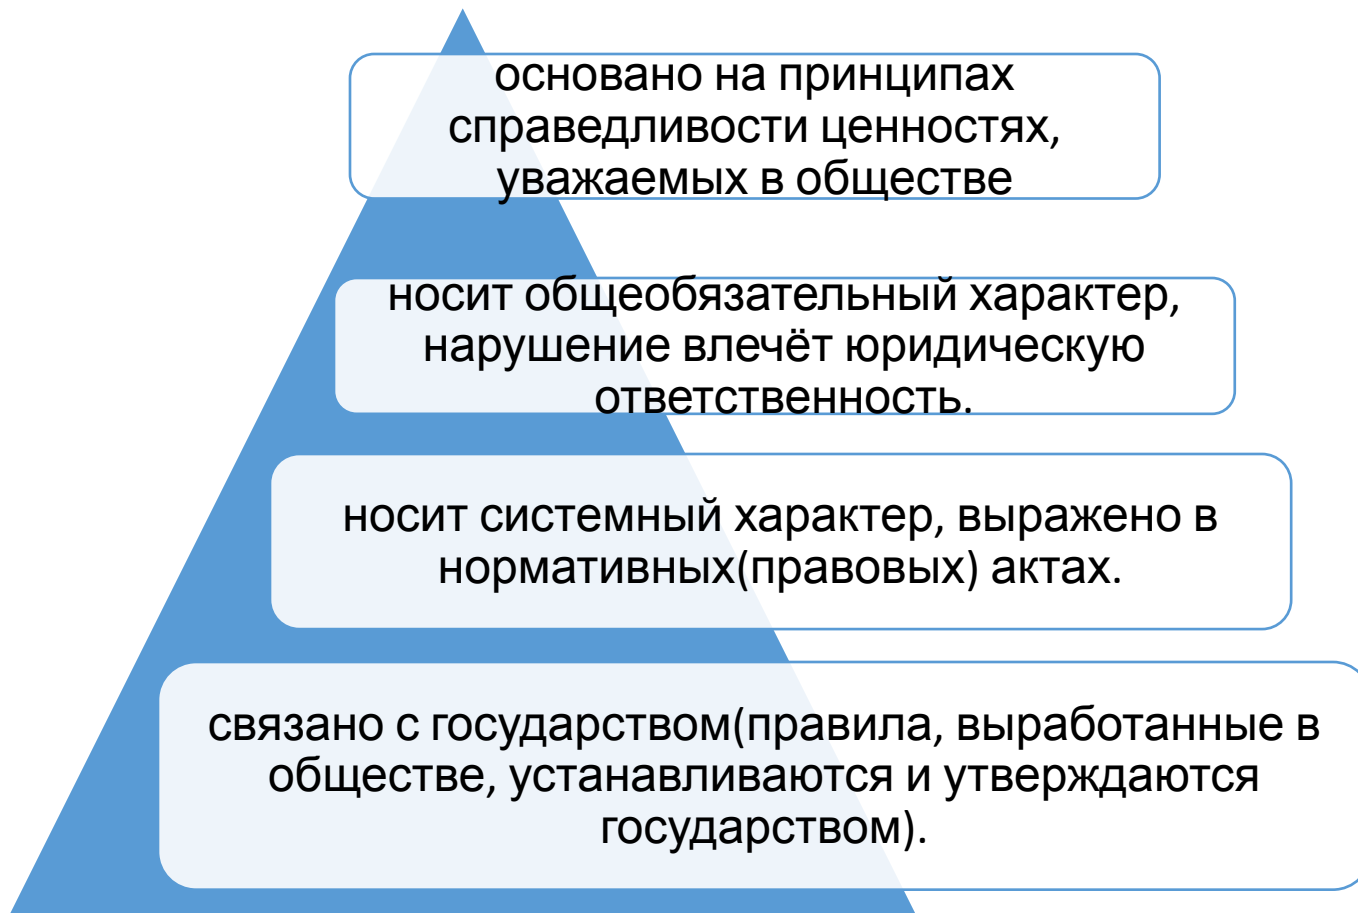 основано на принципах
справедливости ценностях,
уважаемых в обществе
носит общеобязательный характер,
нарушение влечёт юридическую
ответственность.
носит системный характер, выражено в
нормативных(правовых) актах.
связано с государством(правила, выработанные в
обществе, устанавливаются и утверждаются
государством).